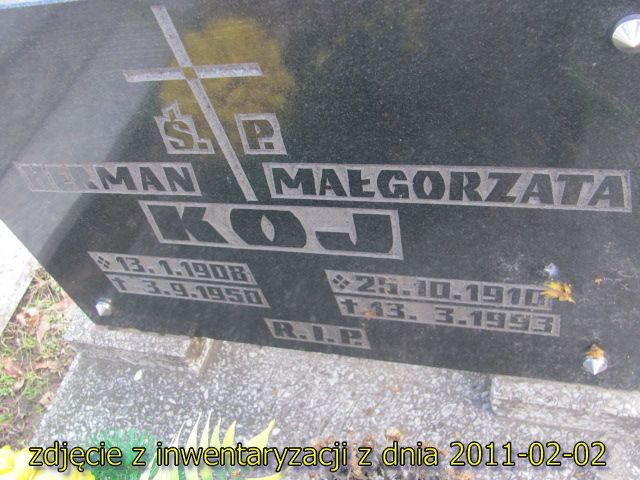 Ś. P.
HERMAN MAŁGORZATA
KOJ
13.1.1908 25.10.1910
† 3.9.1950 † 13. 3.1993
R.I.P.
zdjęcie z inwentaryzacji z dnia 2011-02-02